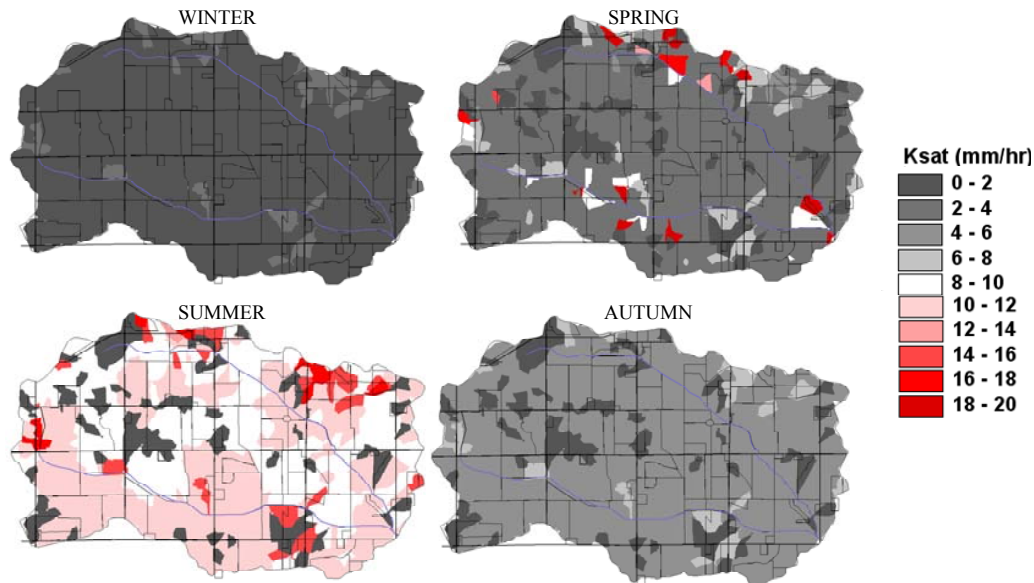 WINTER
SPRING
Ksat (mm/hr)
0 - 2
2 - 4
4 - 6
6 - 8
8 - 10
10 - 12
12 - 14
14 - 16
16 - 18
18 - 20
SUMMER
AUTUMN